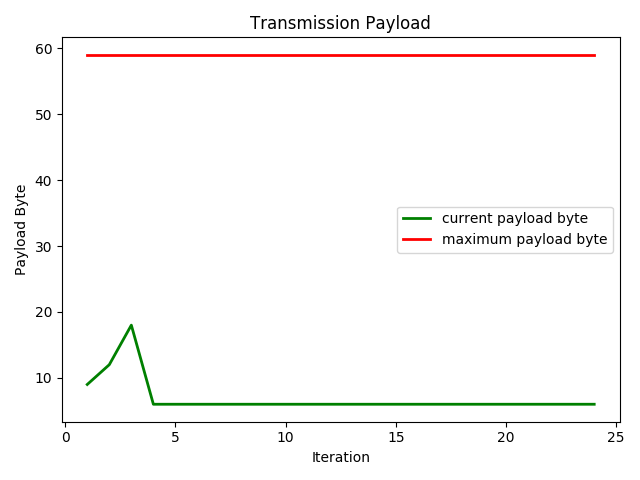 Transmission Payload
60
50
40
30
20
10
Payload Byte
current payload byte
maximum payload byte
0 5 10 15 20 25
Iteration